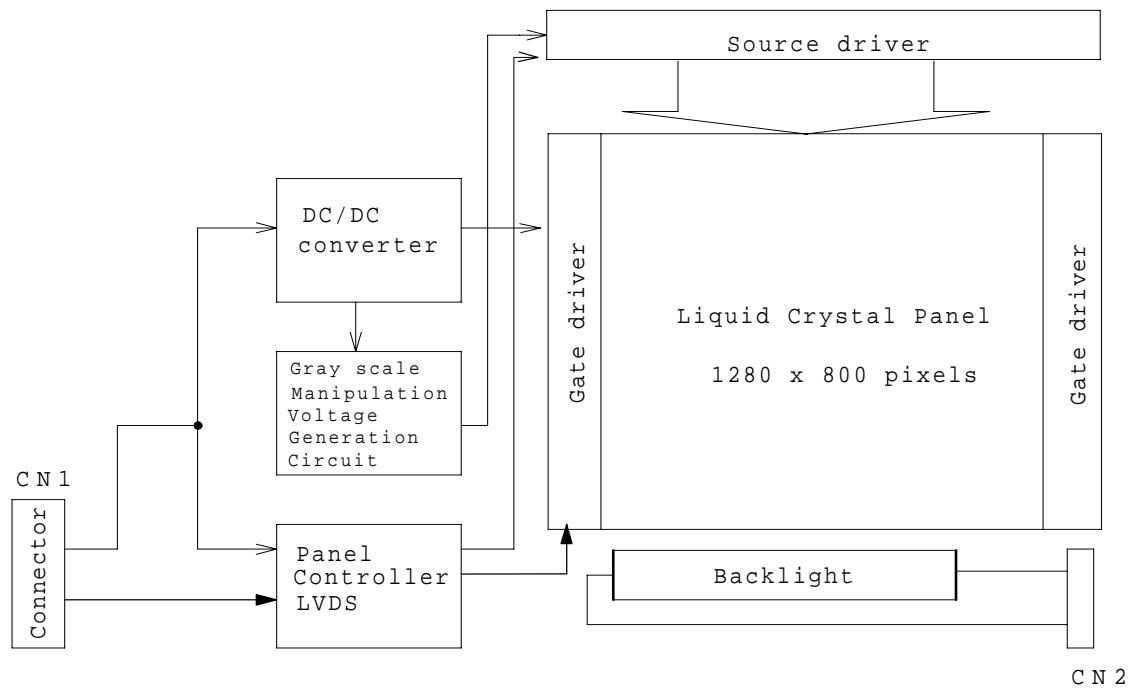 Source driver
DC/DC
converter
Gate driver
Liquid Crystal Panel
1280 x 800 pixels
Gate driver
Gray scale
Manipulation
Voltage
Generation
Circuit
CN1
Connector
Panel
Controller
LVDS
Backlight
CN2